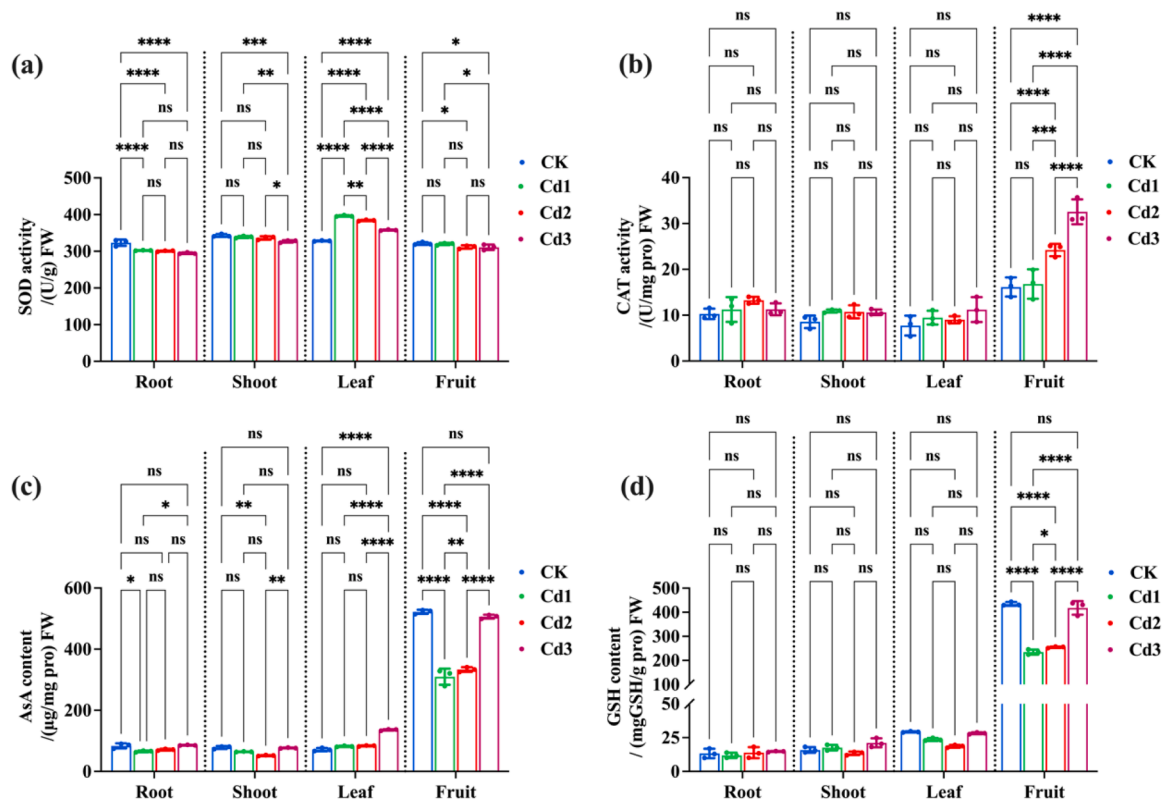 (a)
**** *** **** *
**** ** **** *
ns ns **** *
**** ns ns ns **** **** ns ns
ns ns * ** ns ns
SOD activity
/(U/g) FW
500
400
300
200
100
0
Root Shoot Leaf Fruit
CK
Cd1
Cd2
Cd3
(b)
ns ns ns ****
ns ns ns ****
ns ns ns ****
ns ns ns ns ns ns ***
ns ns ns ns ****
CAT activity
/(U/mg pro) FW
40
30
20
10
0
Root Shoot Leaf Fruit
CK
Cd1
Cd2
Cd3
(c)
ns **** ns
ns ns ns ****
* ** **** ****
ns ns ns ns **** **
* ns ns ** ns ns **** ****
AsA content
/(μg/mg pro) FW
600
400
200
0
Root Shoot Leaf Fruit
CK
Cd1
Cd2
Cd3
(d)
ns ns ns ns
ns ns ns ****
ns ns ns ****
ns ns ns ns ns ns *
ns ns ns **** ****
GSH content
/ (mgGSH/g pro) FW
500
400
300
200
100
50
25
0
Root Shoot Leaf Fruit
CK
Cd1
Cd2
Cd3